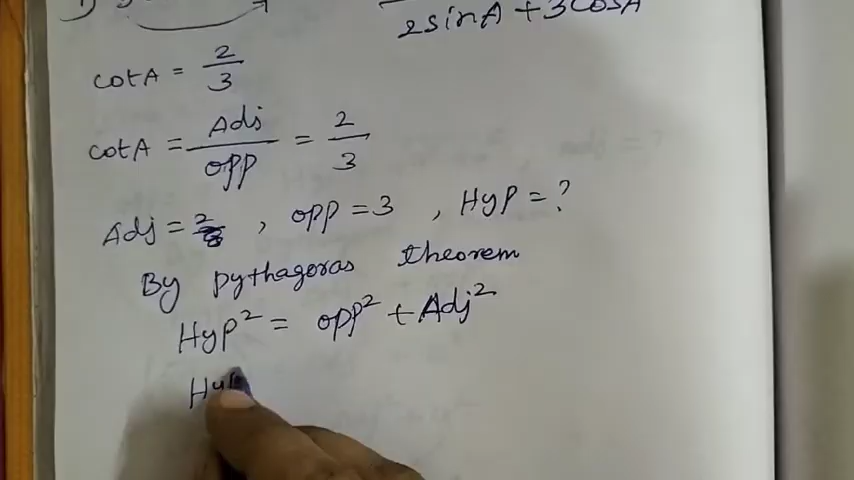 2sinA + 3cosA
cotA = 2/3
cotA = Adj/opp = 2/3
Adj = 2 , opp = 3 , Hyp = ?
By pythagoras theorem
Hyp² = opp² + Adj²
Hyp